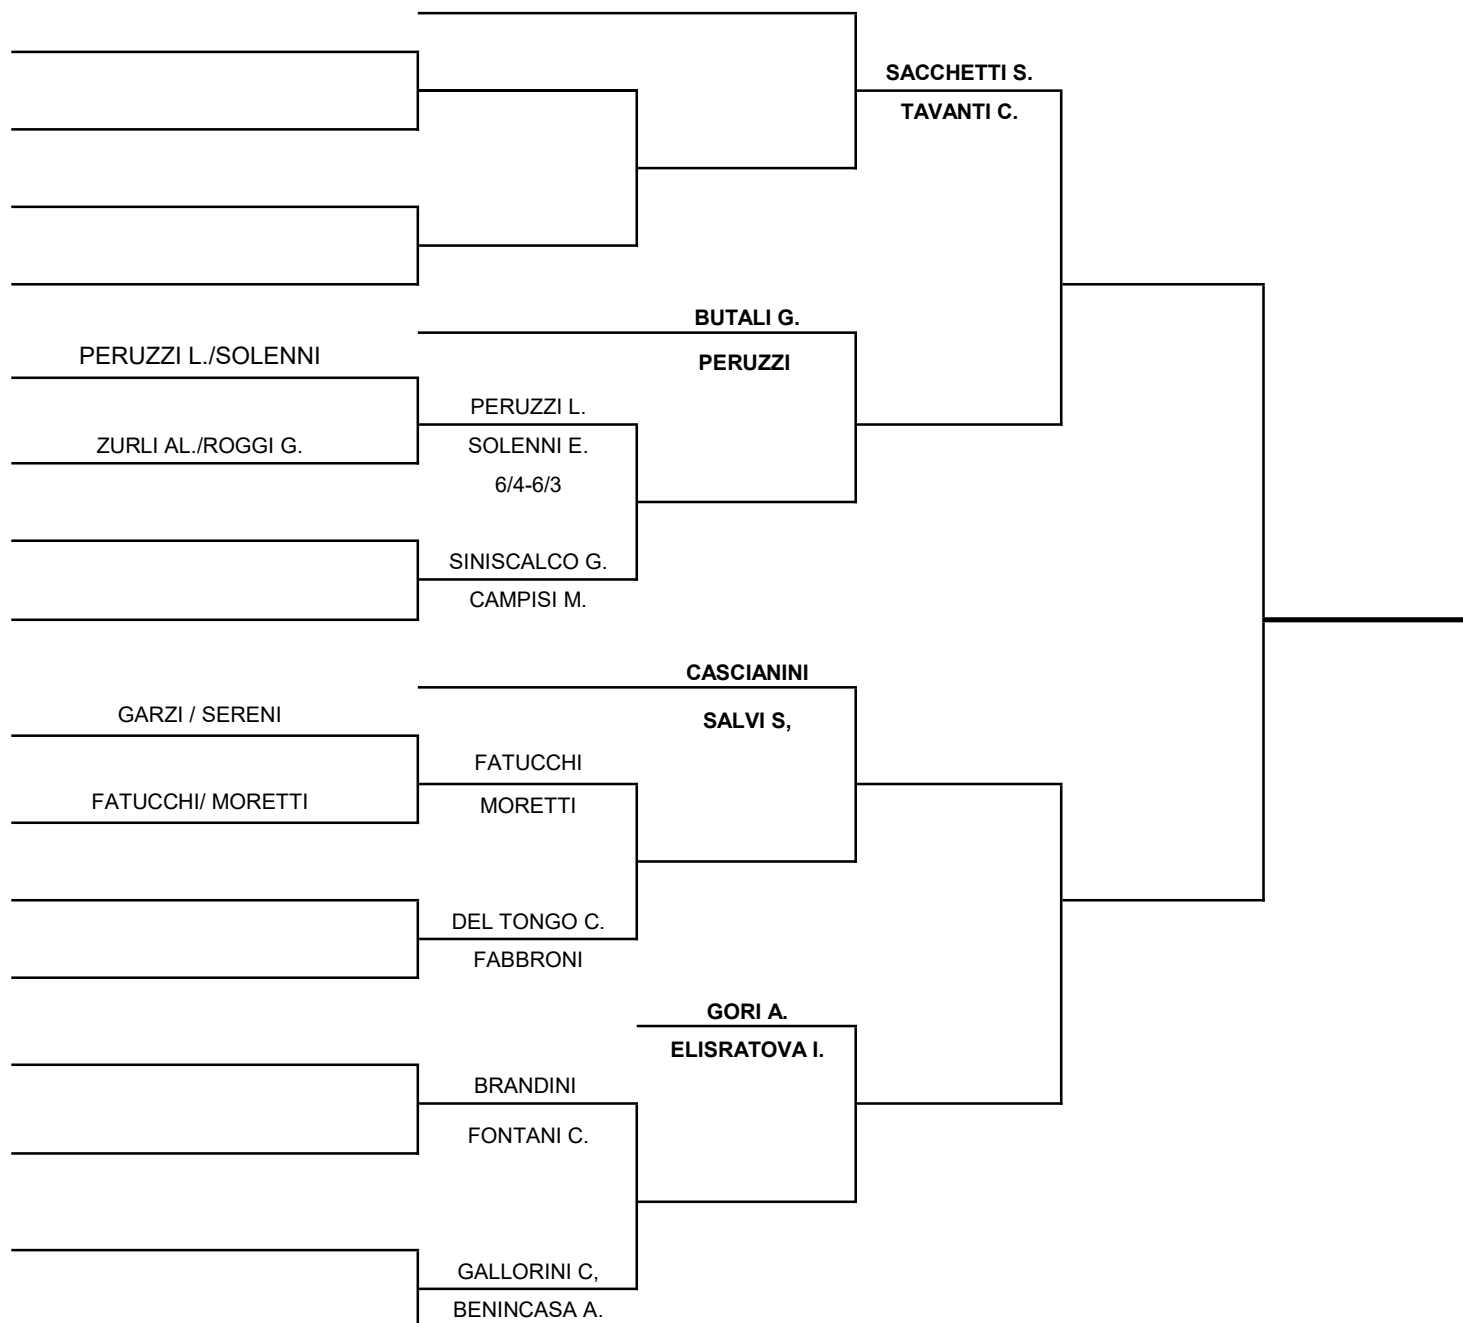 SACCHETTI S.
TAVANTI C.
BUTALI G.
PERUZZI L./SOLENNI
PERUZZI
PERUZZI L.
ZURLI AL./ROGGI G.
SOLENNI E.
6/4-6/3
SINISCALCO G.
CAMPISI M.
CASCIANINI
GARZI / SERENI
SALVI S,
FATUCCHI
FATUCCHI/ MORETTI
MORETTI
DEL TONGO C.
FABBRONI
GORI A.
ELISRATOVA I.
BRANDINI
FONTANI C.
GALLORINI C,
BENINCASA A.